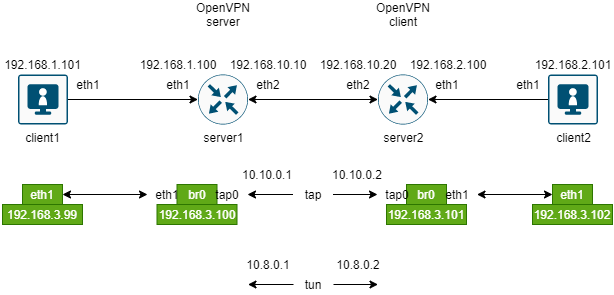 OpenVPN
server
OpenVPN
client
192.168.1.101
192.168.1.100
192.168.10.10
192.168.10.20
192.168.2.100
192.168.2.101
eth1
eth1
eth2
eth2
eth1
eth1
client1
server1
server2
client2
10.10.0.1
10.10.0.2
eth1
eth1
br0
tap0
tap
tap0
br0
eth1
eth1
192.168.3.99
192.168.3.100
192.168.3.101
192.168.3.102
10.8.0.1
10.8.0.2
tun